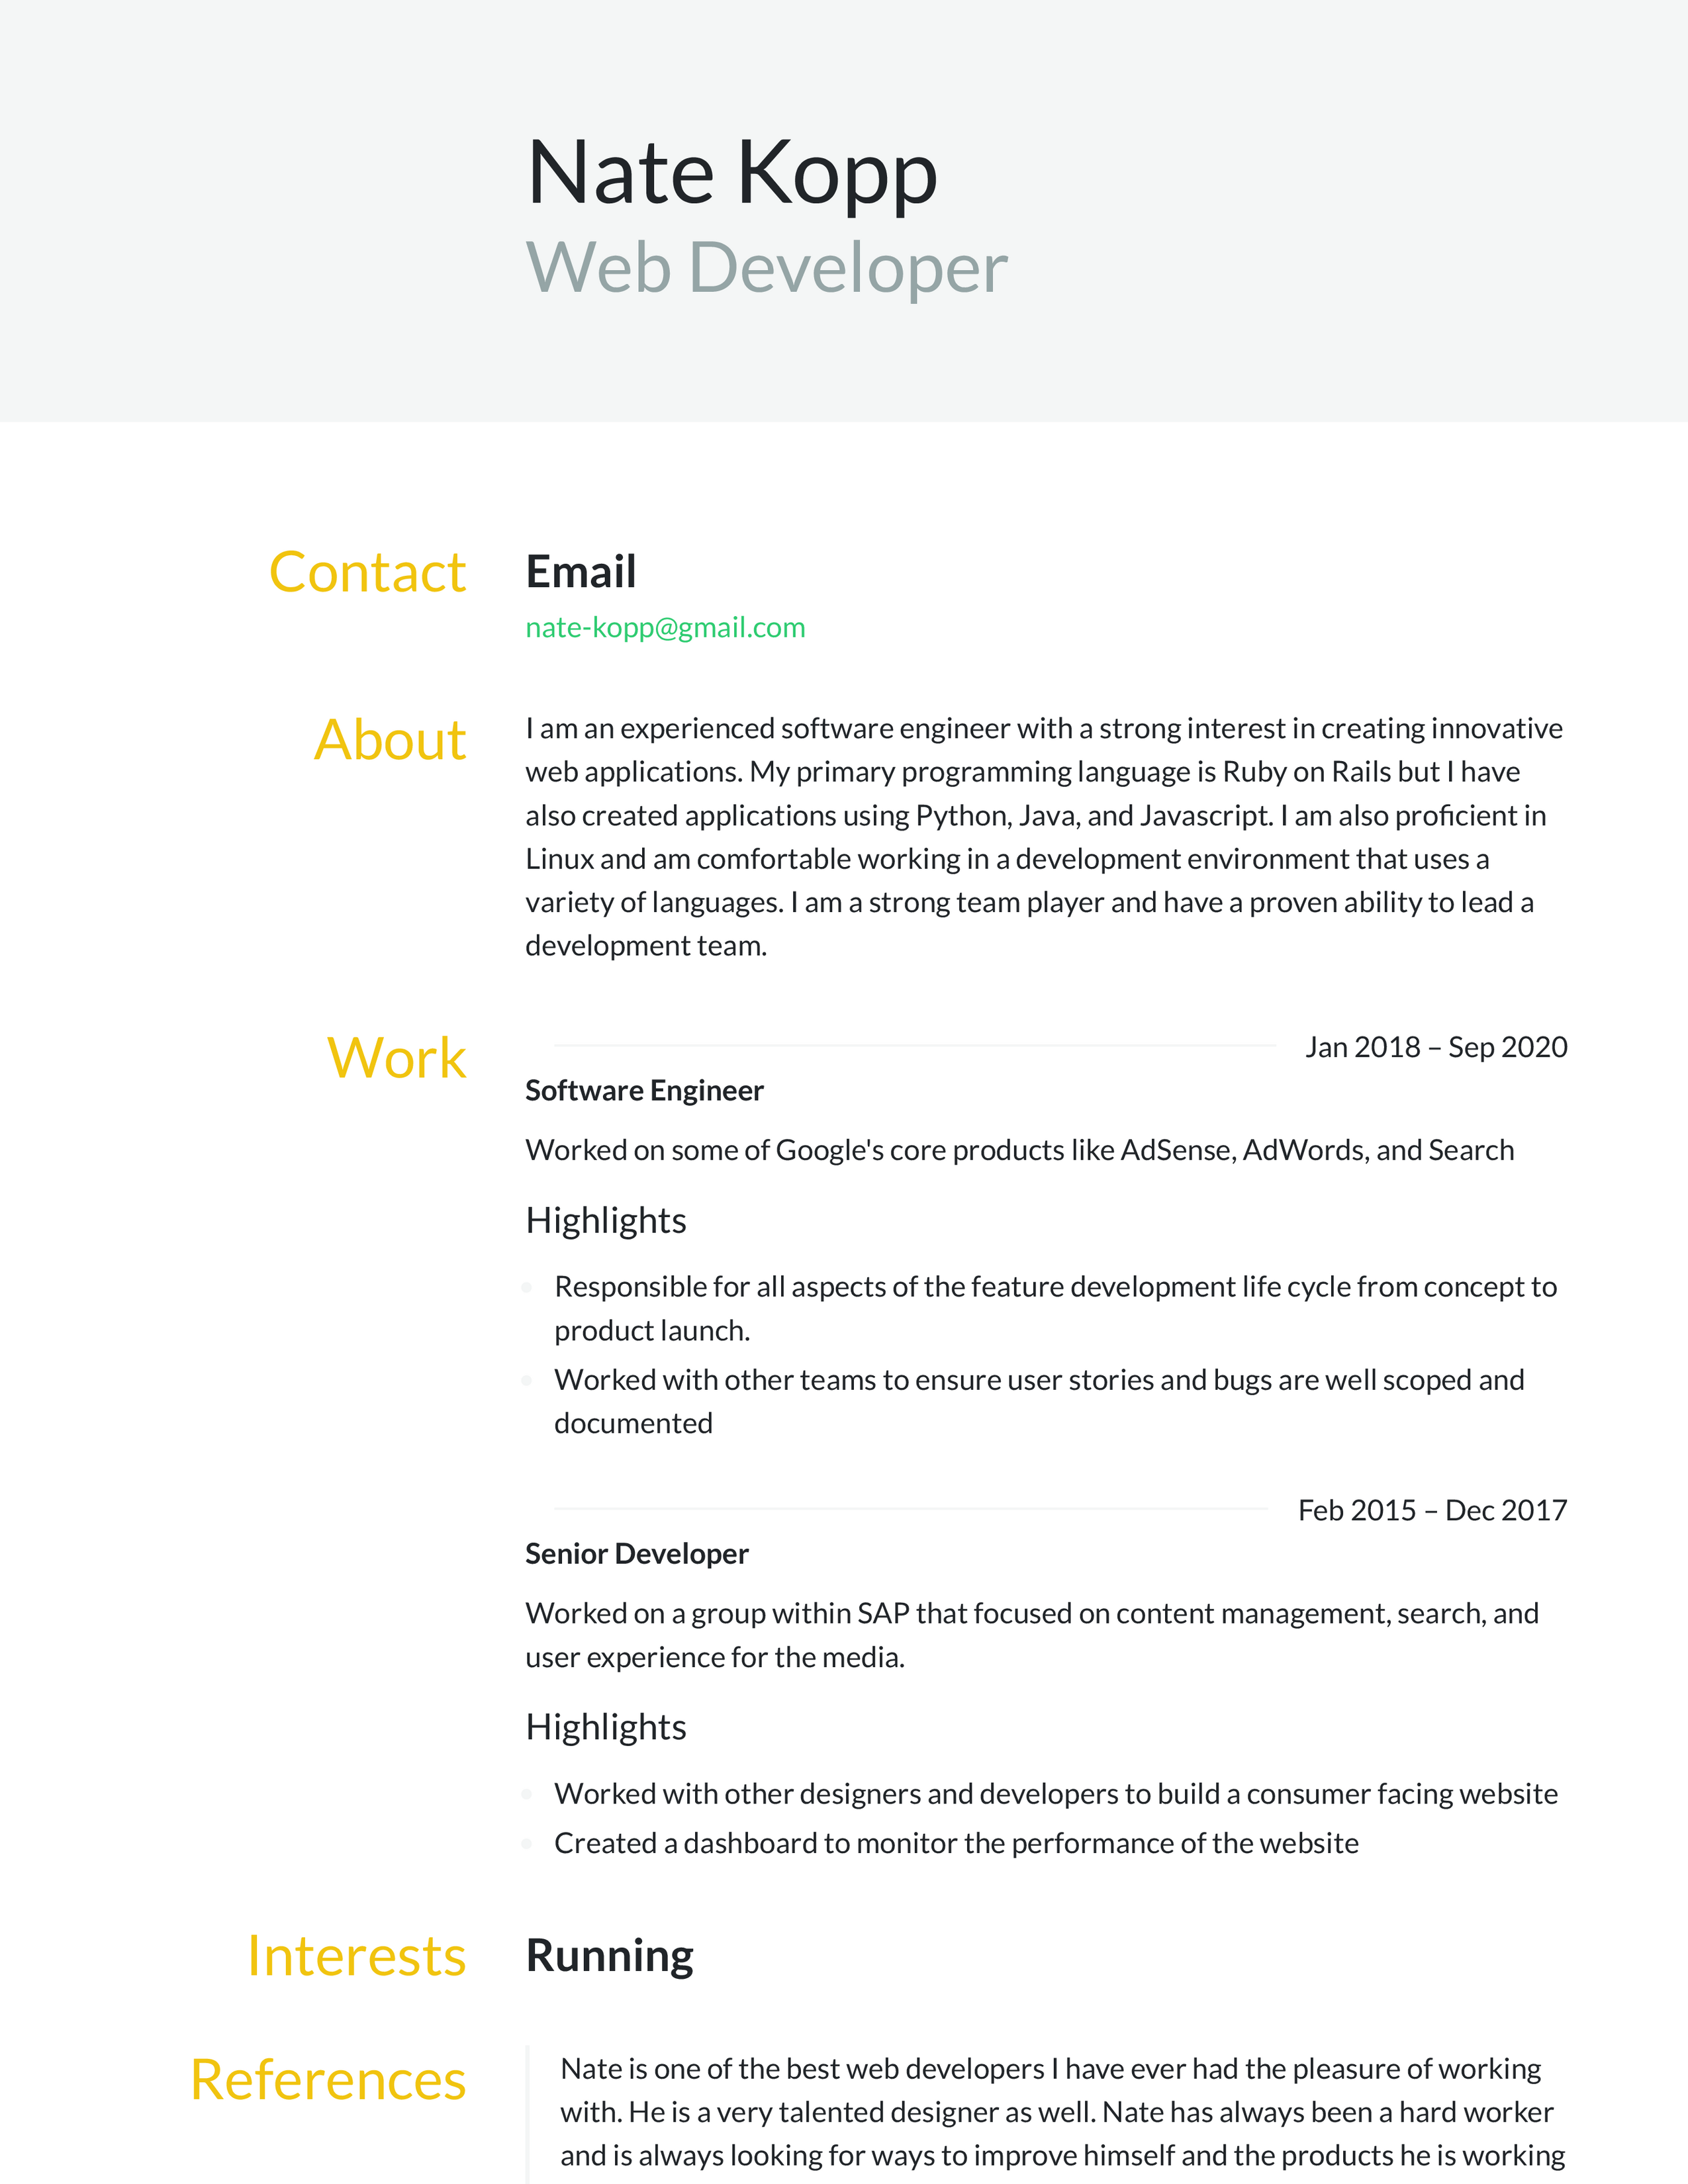 Nate Kopp
Web Developer
Contact
Email
nate-kopp@gmail.com
About
I am an experienced software engineer with a strong interest in creating innovative
web applications. My primary programming language is Ruby on Rails but I have
also created applications using Python, Java, and Javascript. I am also proficient in
Linux and am comfortable working in a development environment that uses a
variety of languages. I am a strong team player and have a proven ability to lead a
development team.
Work
Jan 2018 – Sep 2020
Software Engineer
Worked on some of Google's core products like AdSense, AdWords, and Search
Highlights
Responsible for all aspects of the feature development life cycle from concept to
product launch.
Worked with other teams to ensure user stories and bugs are well scoped and
documented
Feb 2015 – Dec 2017
Senior Developer
Worked on a group within SAP that focused on content management, search, and
user experience for the media.
Highlights
Worked with other designers and developers to build a consumer facing website
Created a dashboard to monitor the performance of the website
Interests
Running
References
Nate is one of the best web developers I have ever had the pleasure of working
with. He is a very talented designer as well. Nate has always been a hard worker
and is always looking for ways to improve himself and the products he is working